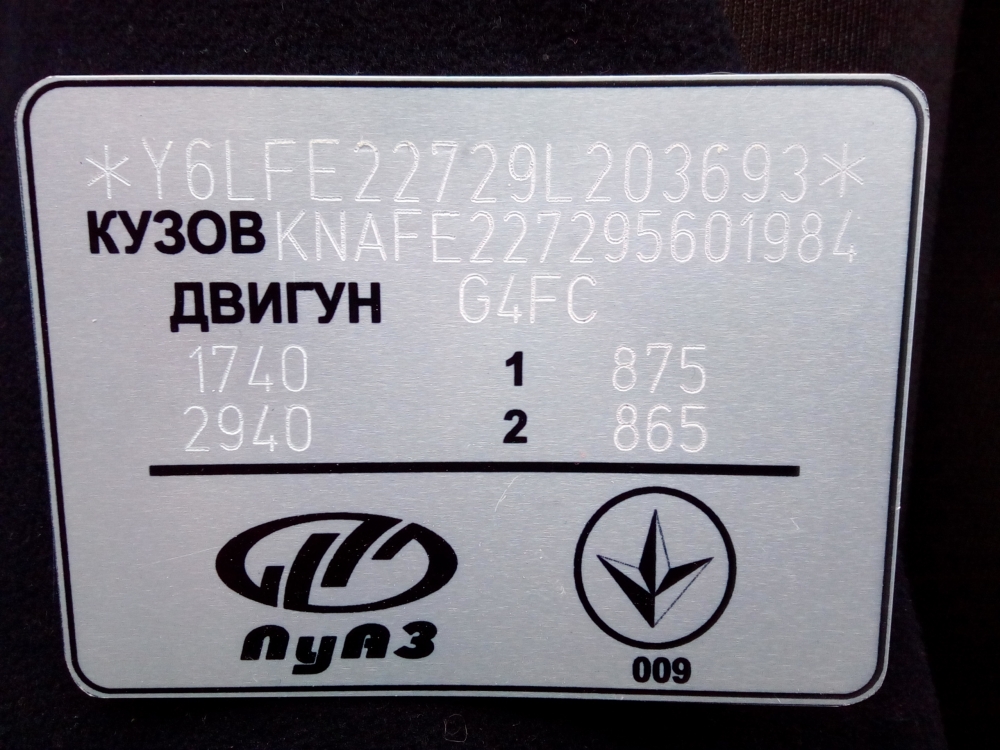 *Y6LFE22729L203693*
КУЗОВ KNAFE227295601984
ДВИГУН G4FC
1740 1 875
2940 2 865
ЛуАЗ
009